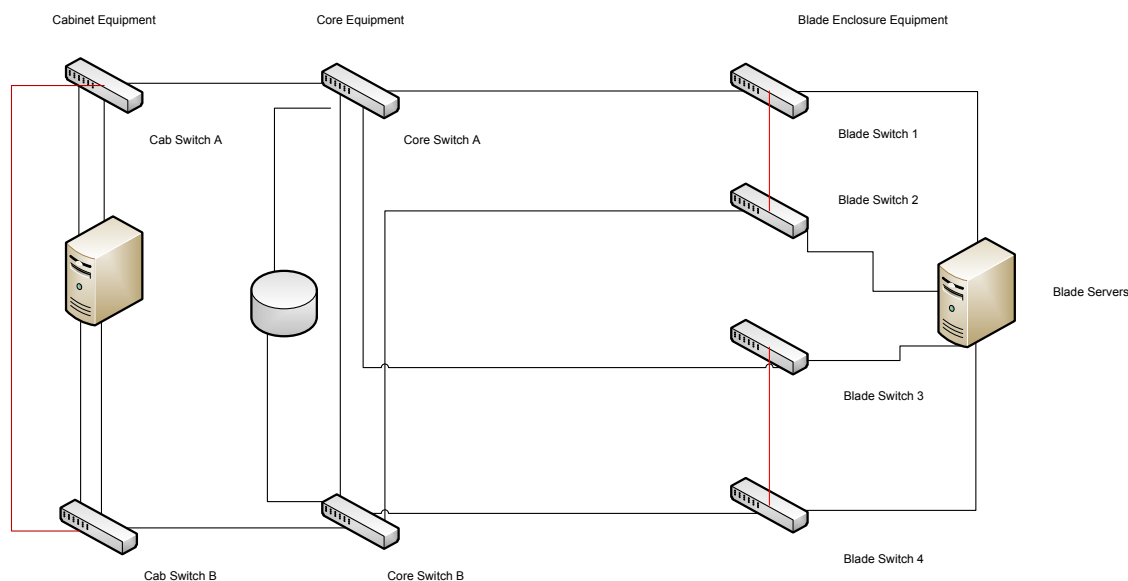 Cabinet Equipment
Core Equipment
Blade Enclosure Equipment
Cab Switch A
Core Switch A
Blade Switch 1
Blade Switch 2
Blade Servers
Blade Switch 3
Blade Switch 4
Cab Switch B
Core Switch B